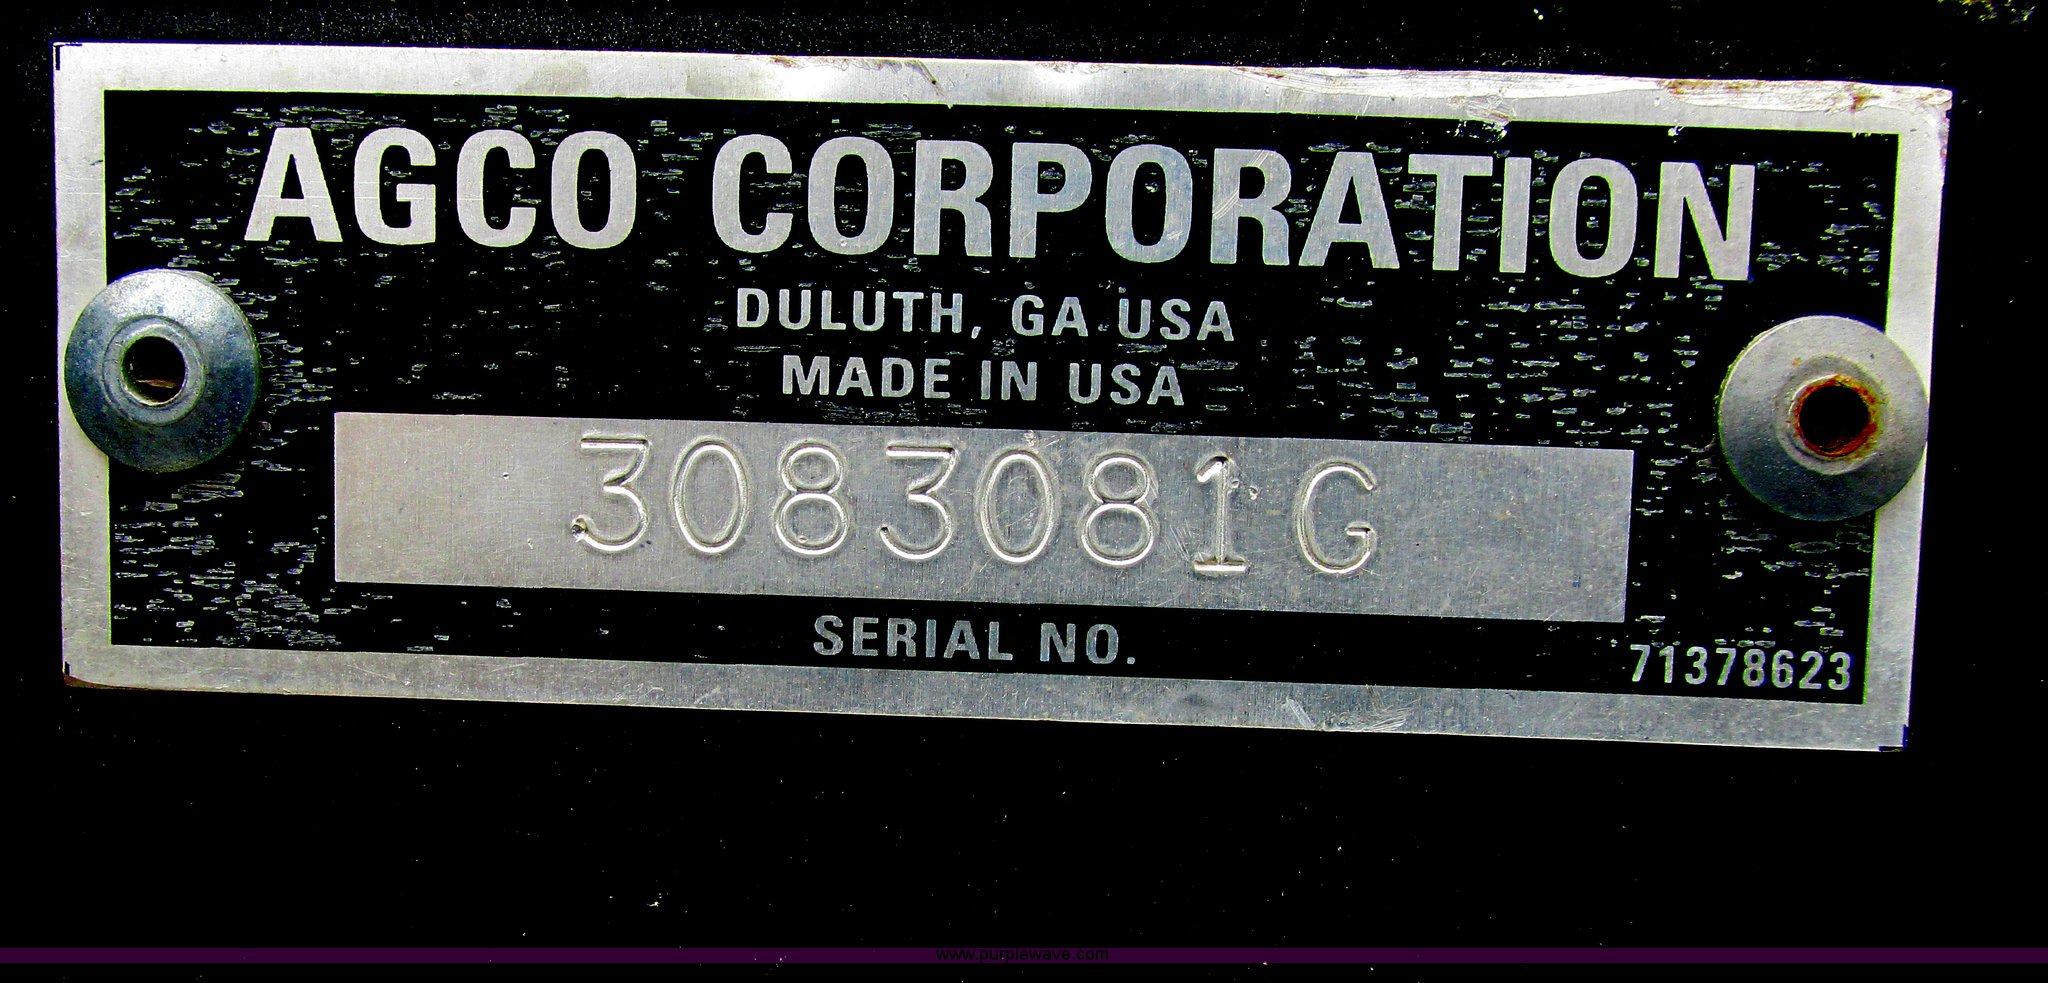 AGCO CORPORATION
DULUTH, GA USA
MADE IN USA
3083081G
SERIAL NO.
71378623
www.purplewave.com